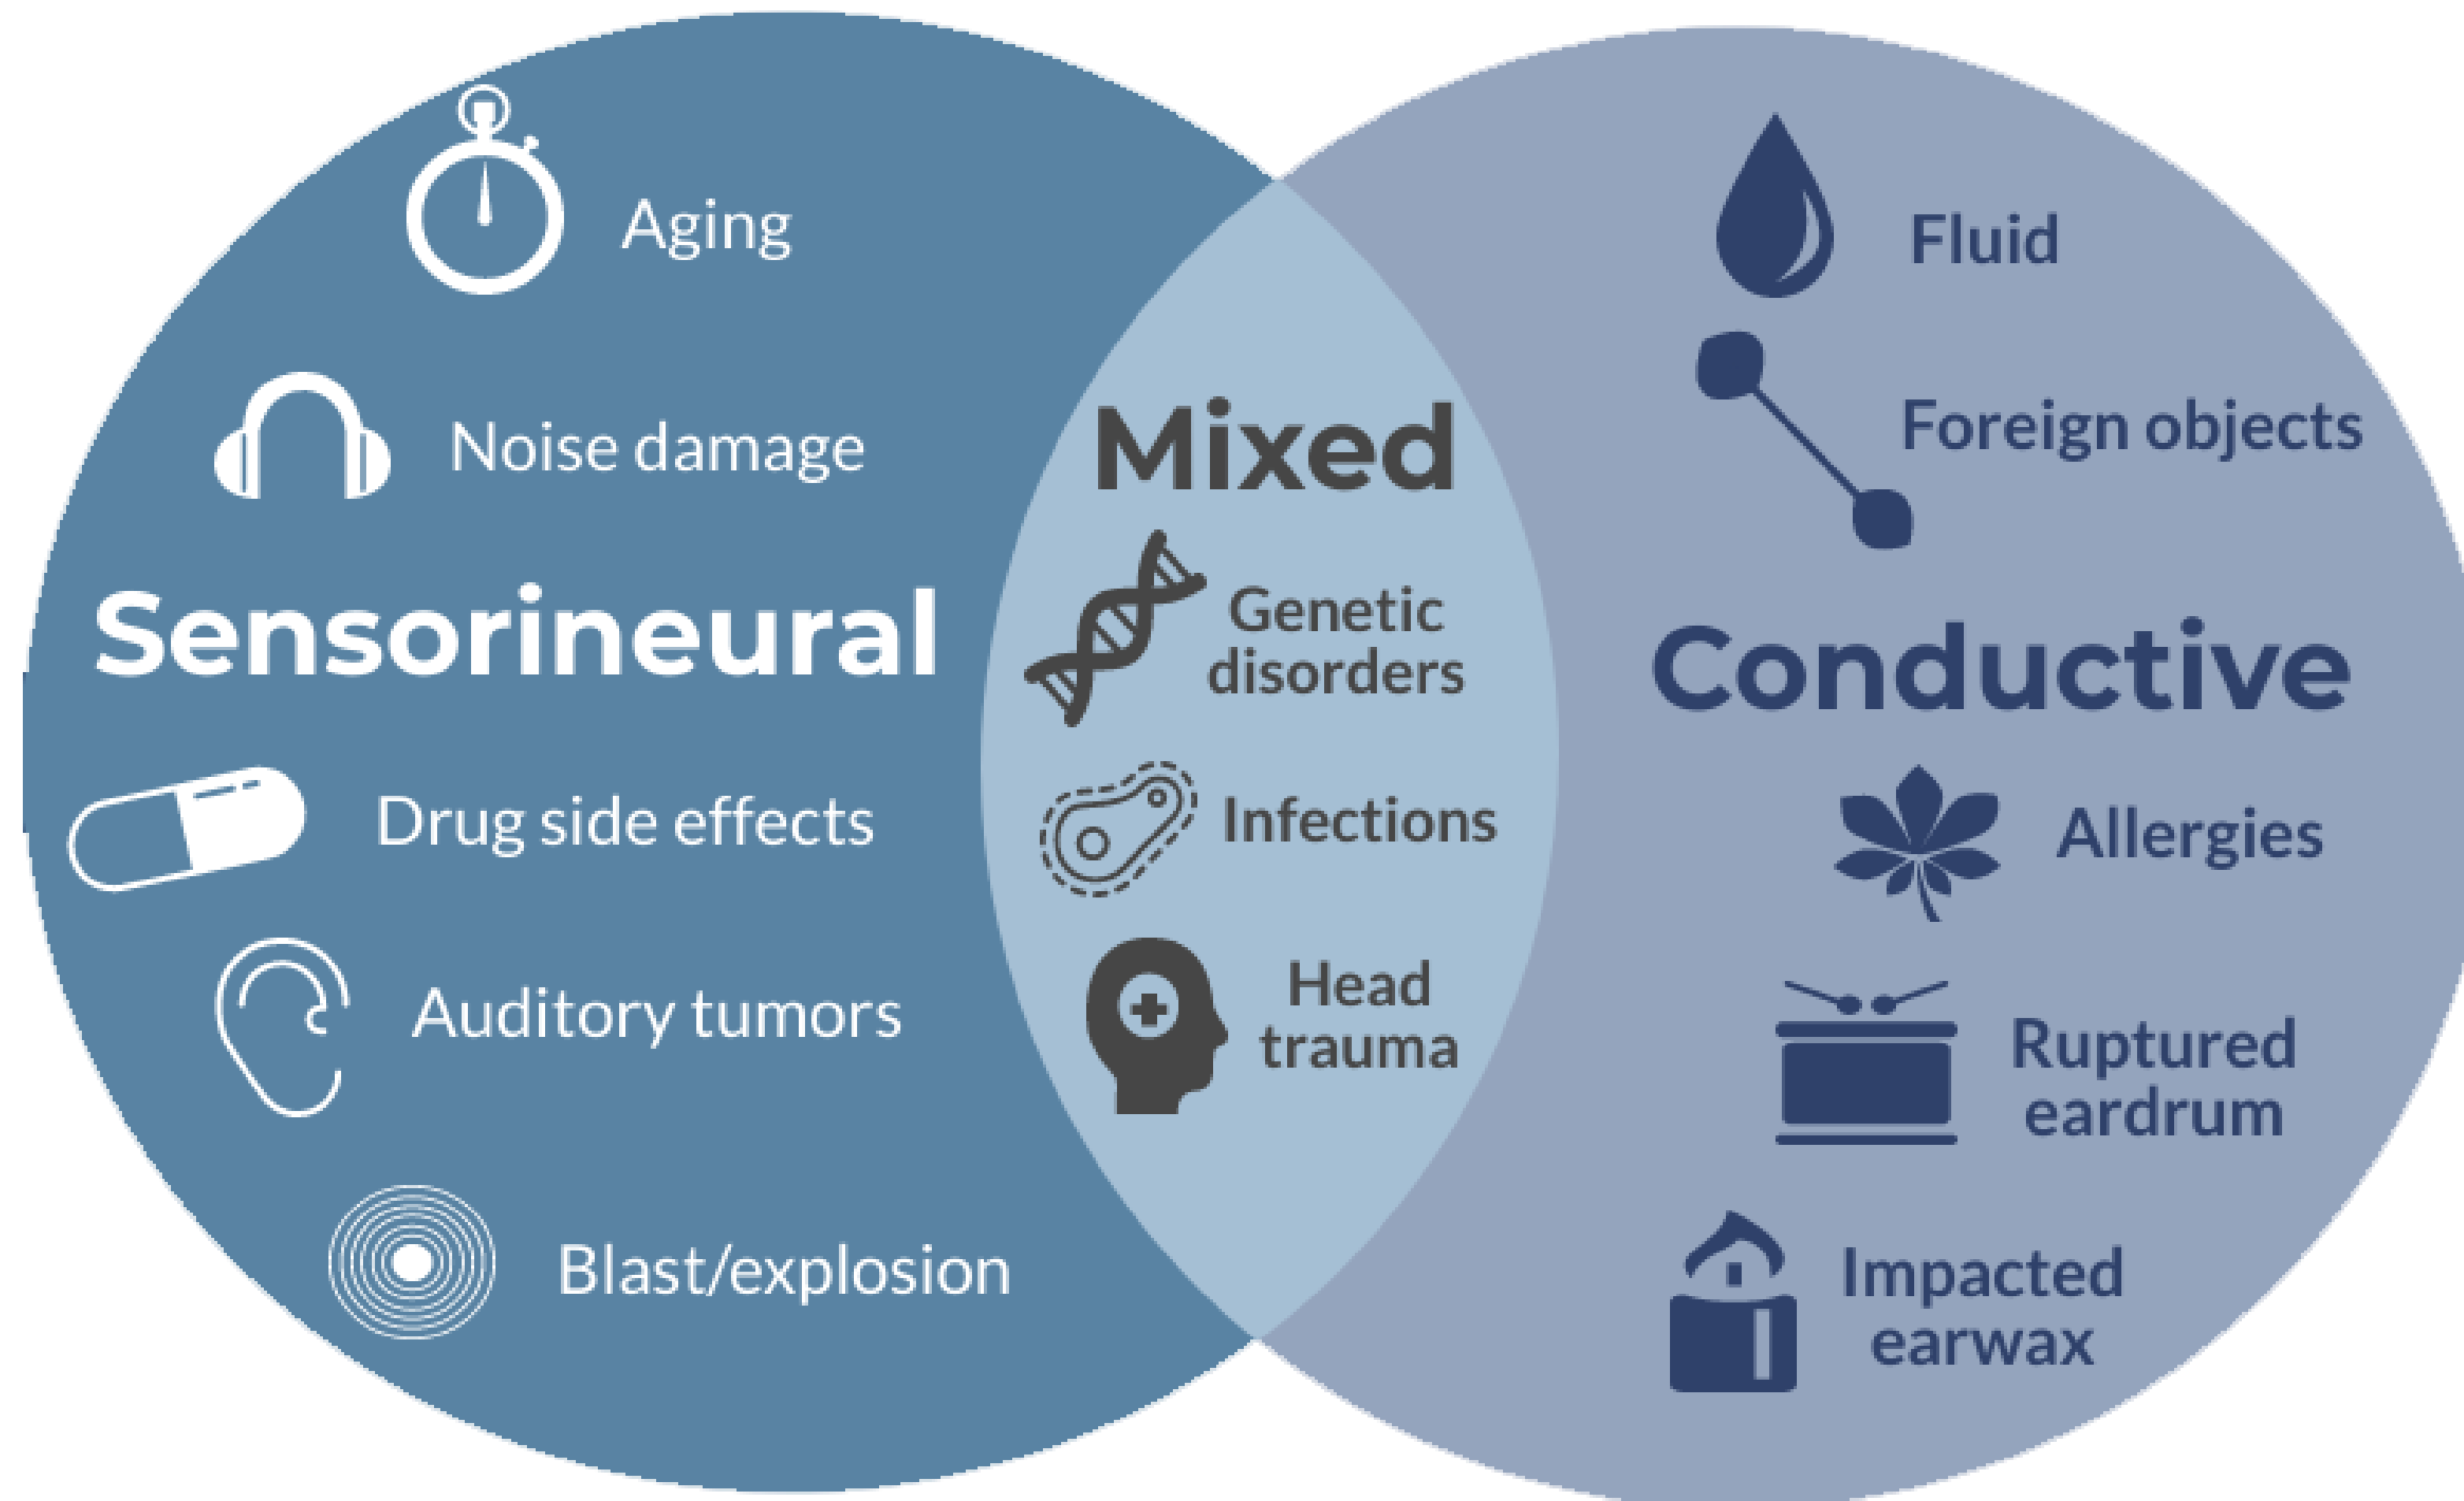 Aging
Noise damage
Sensorineural
Drug side effects
Auditory tumors
Blast/explosion
Mixed
Genetic
disorders
Infections
Head
trauma
Fluid
Foreign objects
Conductive
Allergies
Ruptured
eardrum
Impacted
earwax